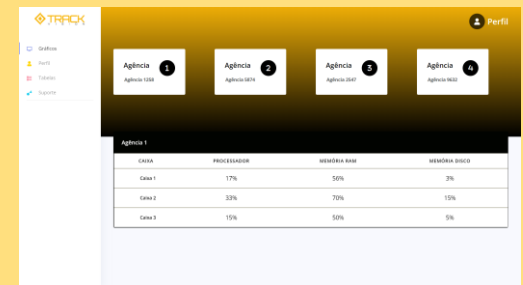 TRACK
Perfil
Gráficos
Perfil
Tabelas
Suporte
Agência 1
Agência 1258
Agência 2
Agência 5874
Agência 3
Agência 2547
Agência 4
Agência 9632
Agência 1
CAIXA PROCESSADOR MEMÓRIA RAM MEMÓRIA DISCO
Caixa 1 17% 56% 3%
Caixa 2 33% 70% 15%
Caixa 3 15% 50% 5%